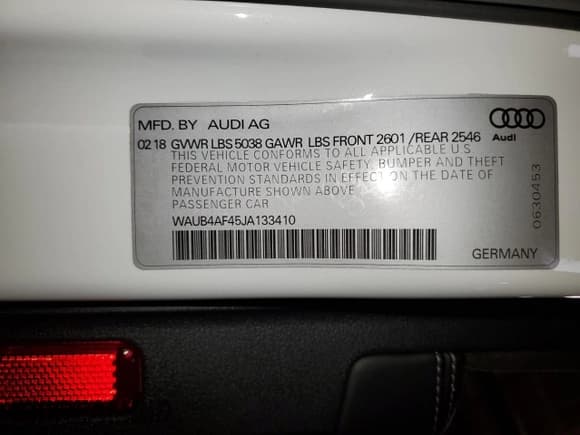 MFD. BY AUDI AG
02 18 GVWR LBS 5038 GAWR LBS FRONT 2601 /REAR 2546
Audi
THIS VEHICLE CONFORMS TO ALL APPLICABLE U S
FEDERAL MOTOR VEHICLE SAFETY, BUMPER AND THEFT
PREVENTION STANDARDS IN EFFECT ON THE DATE OF
MANUFACTURE SHOWN ABOVE
PASSENGER CAR
0630453
WAUB4AF45JA133410
GERMANY